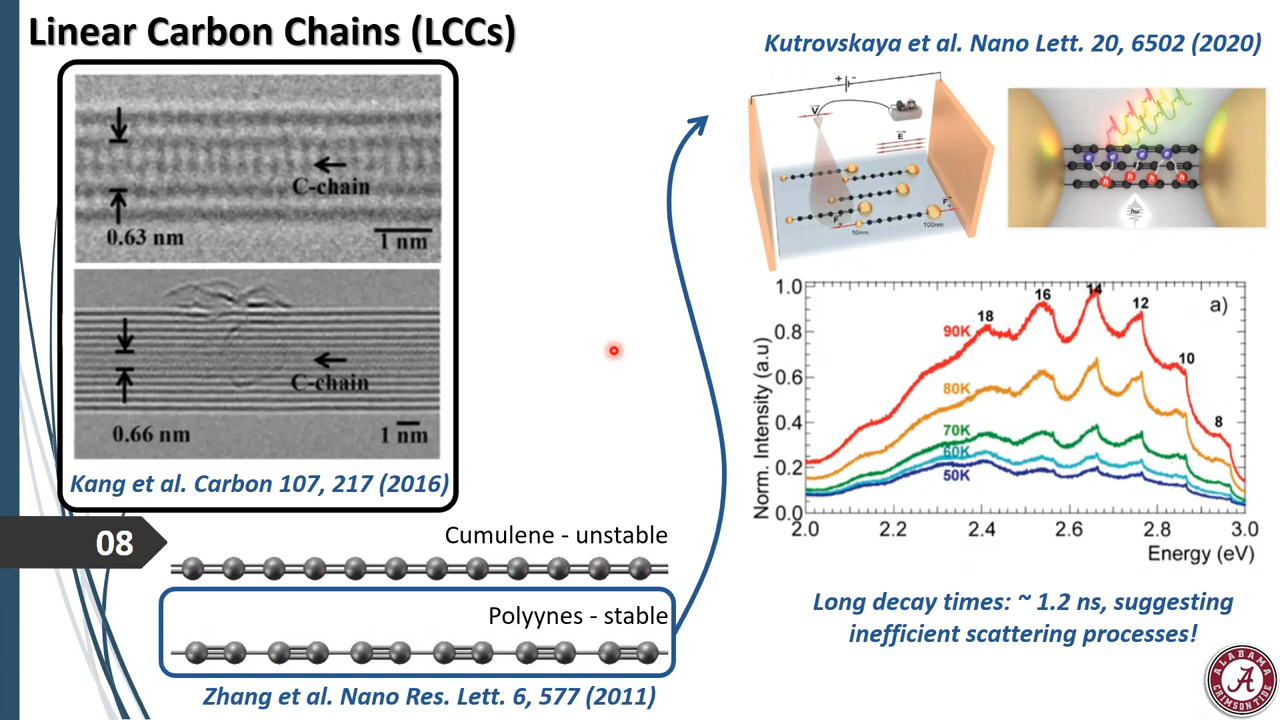 Linear Carbon Chains (LCCs)
C-chain
0.63 nm
1 nm
C-chain
0.66 nm
1 nm
Kang et al. Carbon 107, 217 (2016)
08
Cumulene - unstable
Polyynes - stable
Zhang et al. Nano Res. Lett. 6, 577 (2011)
Kutrovskaya et al. Nano Lett. 20, 6502 (2020)
+ -
V
E
F
F
10nm
100nm
e e e e
h h h h
hω
a)
Norm. Intensity (a.u)
1.0
0.8
0.6
0.4
0.2
0.0
18 16 14 12 10 8
90K
80K
70K
60K
50K
2.0 2.2 2.4 2.6 2.8 3.0
Energy (eV)
Long decay times: ~ 1.2 ns, suggesting
inefficient scattering processes!
ALABAMA
A
CRIMSON TIDE